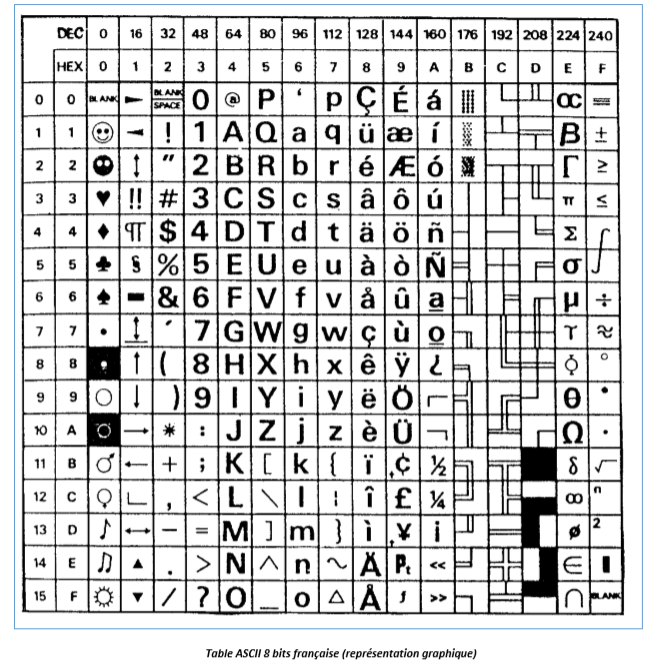 DEC 0 16 32 48 64 80 96 112 128 144 160 176 192 208 224 240
HEX 0 1 2 3 4 5 6 7 8 9 A B C D E F
0 0 BLANK ► BLANK SPACE 0 @ P ‘ p Ç É á ░ └ ╨ ∝ ≡
1 1 ☺ ◄ ! 1 A Q a q ü æ í ▒ ┴ ╤ β ±
2 2 ☻ ↕ " 2 B R b r é Æ ó ▓ ┬ ╥ Γ ≥
3 3 ♥ !! # 3 C S c s â ô ú │ ├ ╙ π ≤
4 4 ♦ ¶ $ 4 D T d t ä ö ñ ┤ ─ ╘ Σ ⌠
5 5 ♣ § % 5 E U e u à ò Ñ ╡ ┼ ╒ σ ⌡
6 6 ♠ ▬ & 6 F V f v å û a ╢ ╞ ╓ µ ÷
7 7 • ↨ ´ 7 G W g w ç ù o ╖ ╟ ╫ ϒ ≈
8 8 ◘ ↑ ( 8 H X h x ê ÿ ¿ ╕ ╚ ╪ ϕ °
9 9 ○ ↓ ) 9 I Y i y ë Ö ⌐ ╣ ╔ ┘ θ •
10 A ◙ → * : J Z j z è Ü ¬ ║ ╩ ┌ Ω ·
11 B ♂ ← + ; K [ k { ï ¢ ½ ╗ ╦ █ δ √
12 C ♀ ∟ , < L \ l ¦ î £ ¼ ╝ ╠ ▄ ∞ ⁿ
13 D ♪ ↔ – = M ] m } ì ¥ ¡ ╜ ═ ▌ ø ²
14 E ♫ ▲ . > N ^ n ~ Ä Pt << ╛ ╬ ▐ ∈ ▮
15 F ☼ ▼ / ? O _ o △ Å ƒ >> ┐ ╧ ▀ ∩ BLANK
Table ASCII 8 bits française (représentation graphique)